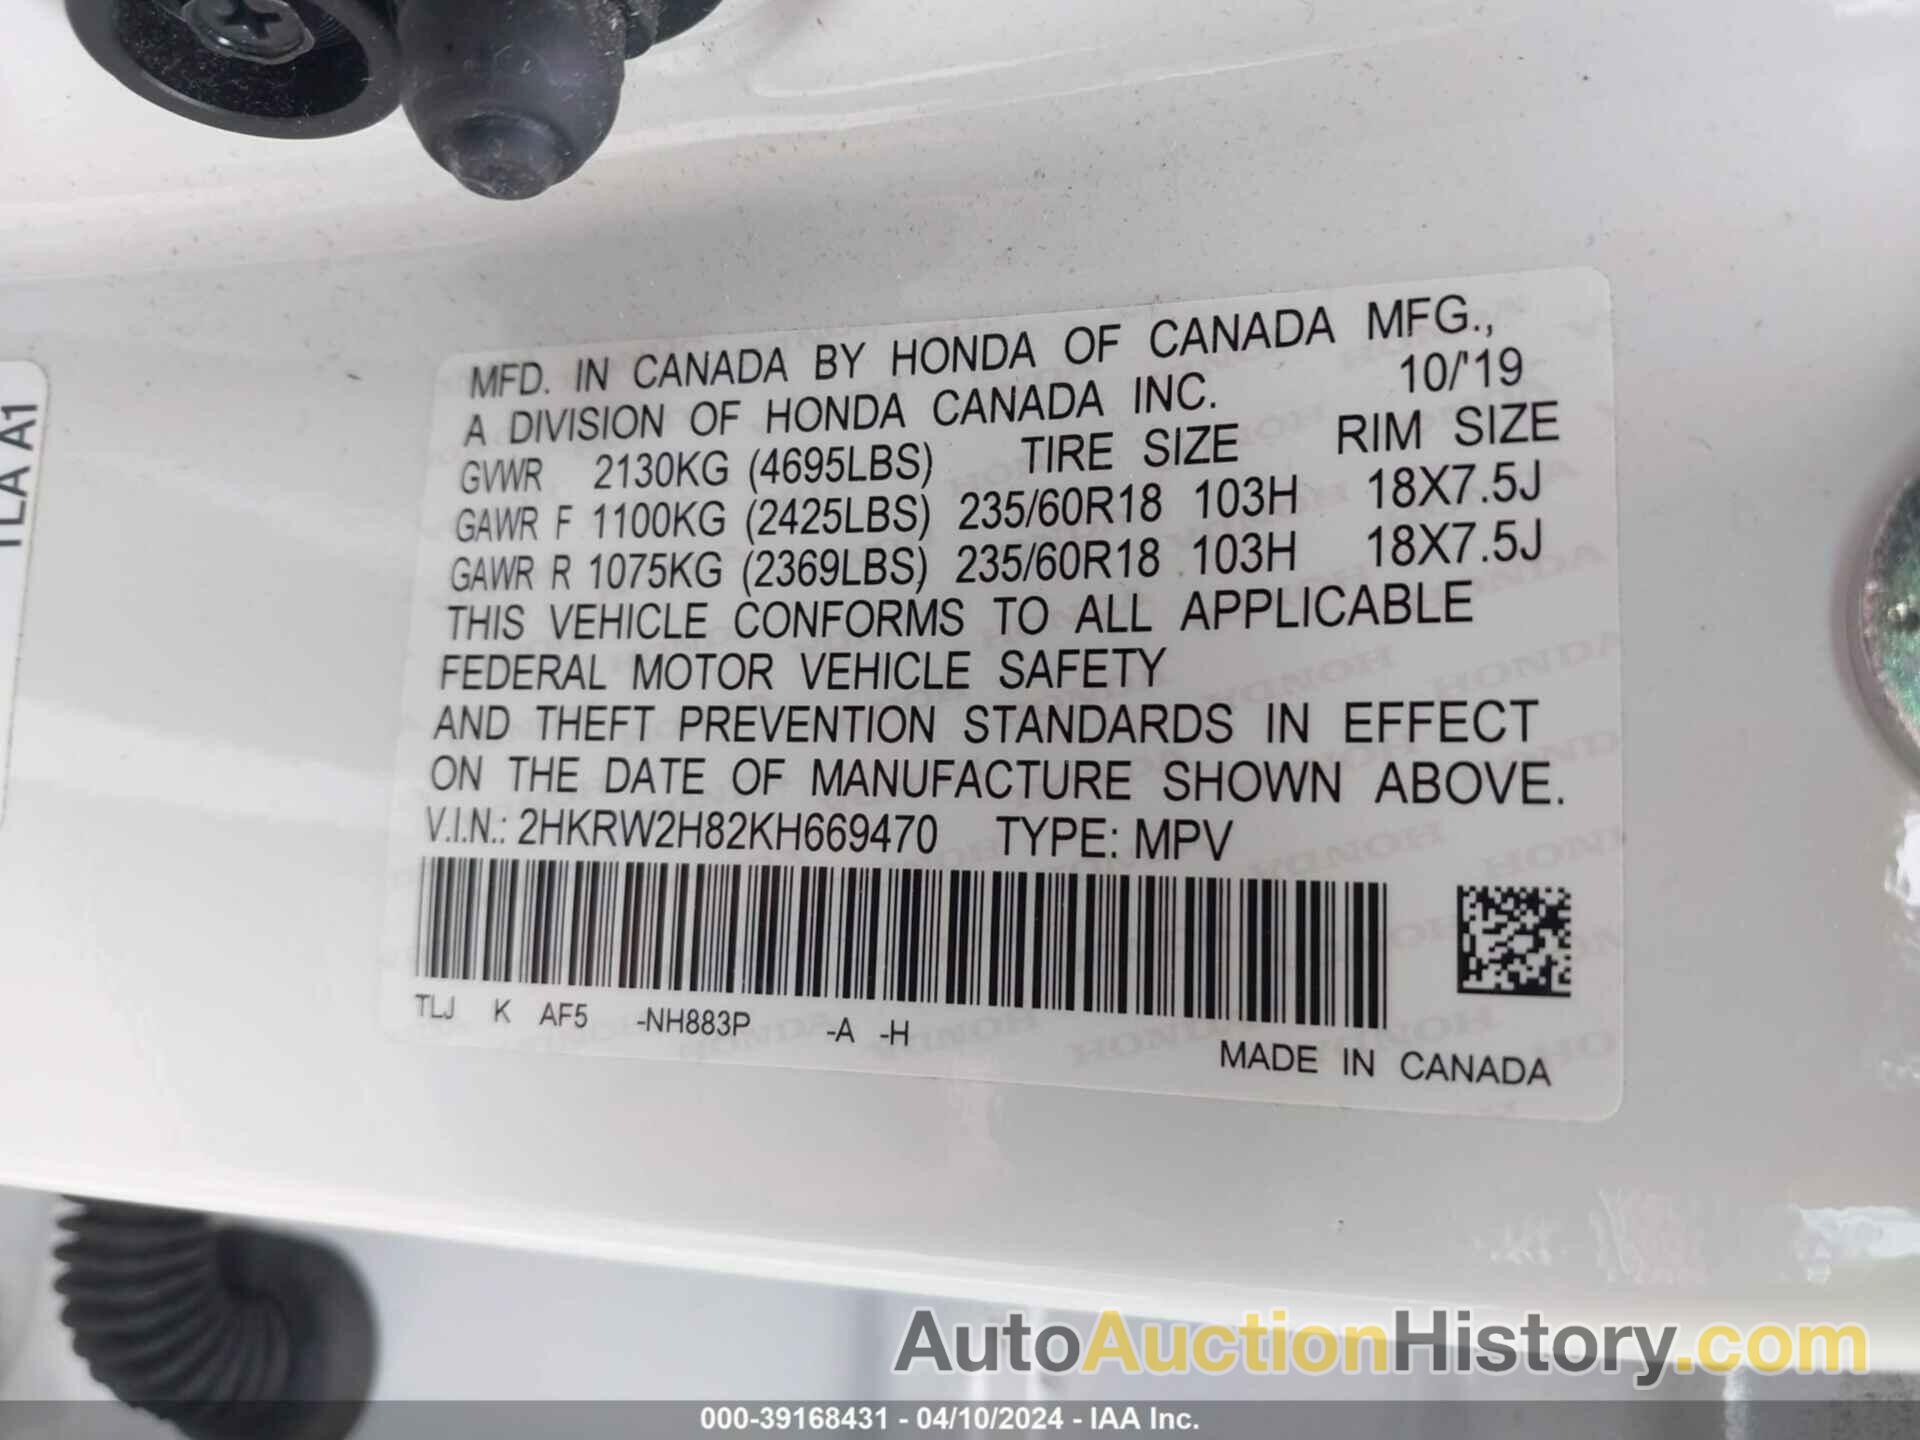 MFD. IN CANADA BY HONDA OF CANADA MFG.,
A DIVISION OF HONDA CANADA INC. 10/'19
GVWR 2130KG (4695LBS) TIRE SIZE RIM SIZE
GAWR F 1100KG (2425LBS) 235/60R18 103H 18X7.5J
GAWR R 1075KG (2369LBS) 235/60R18 103H 18X7.5J
THIS VEHICLE CONFORMS TO ALL APPLICABLE
FEDERAL MOTOR VEHICLE SAFETY
AND THEFT PREVENTION STANDARDS IN EFFECT
ON THE DATE OF MANUFACTURE SHOWN ABOVE.
V.I.N.: 2HKRW2H82KH669470 TYPE: MPV
TLJ K AF5 -NH883P -A -H
MADE IN CANADA
TLA A1
AutoAuctionHistory.com
000-39168431 - 04/10/2024 - IAA Inc.